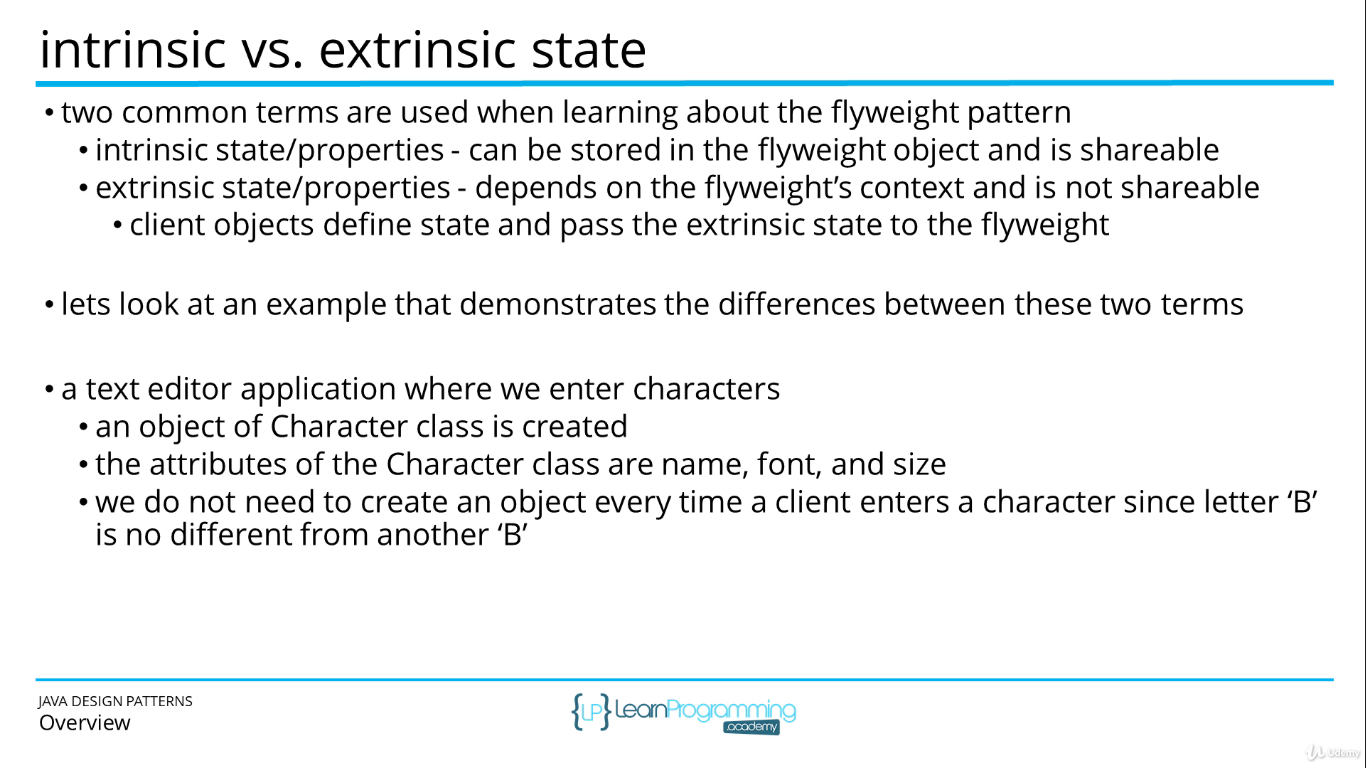 intrinsic vs. extrinsic state
• two common terms are used when learning about the flyweight pattern
• intrinsic state/properties - can be stored in the flyweight object and is shareable
• extrinsic state/properties - depends on the flyweight’s context and is not shareable
• client objects define state and pass the extrinsic state to the flyweight
• lets look at an example that demonstrates the differences between these two terms
• a text editor application where we enter characters
• an object of Character class is created
• the attributes of the Character class are name, font, and size
• we do not need to create an object every time a client enters a character since letter ‘B’
is no different from another ‘B’
JAVA DESIGN PATTERNS
Overview
{LP} LearnProgramming
.academy
Udemy